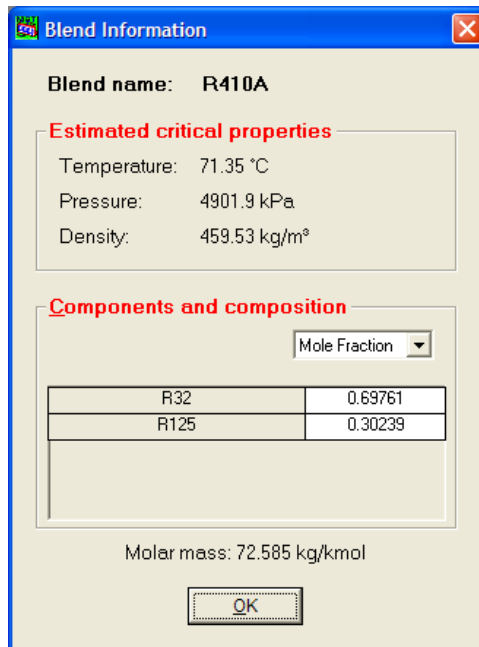 Blend Information
Blend name: R410A
Estimated critical properties
Temperature: 71.35 °C
Pressure: 4901.9 kPa
Density: 459.53 kg/m³
Components and composition
Mole Fraction
R32 0.69761
R125 0.30239
Molar mass: 72.585 kg/kmol
OK